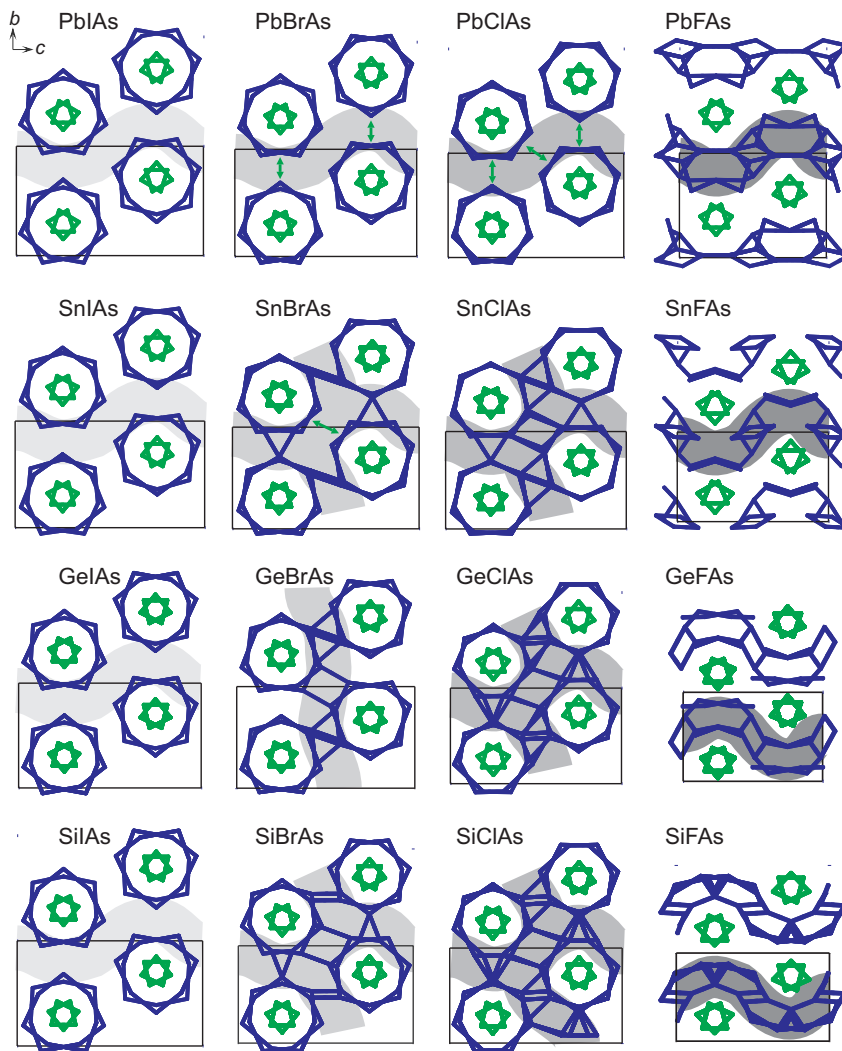 b
c
PbIAs PbBrAs PbClAs PbFAs
SnIAs SnBrAs SnClAs SnFAs
GeIAs GeBrAs GeClAs GeFAs
SiIAs SiBrAs SiClAs SiFAs